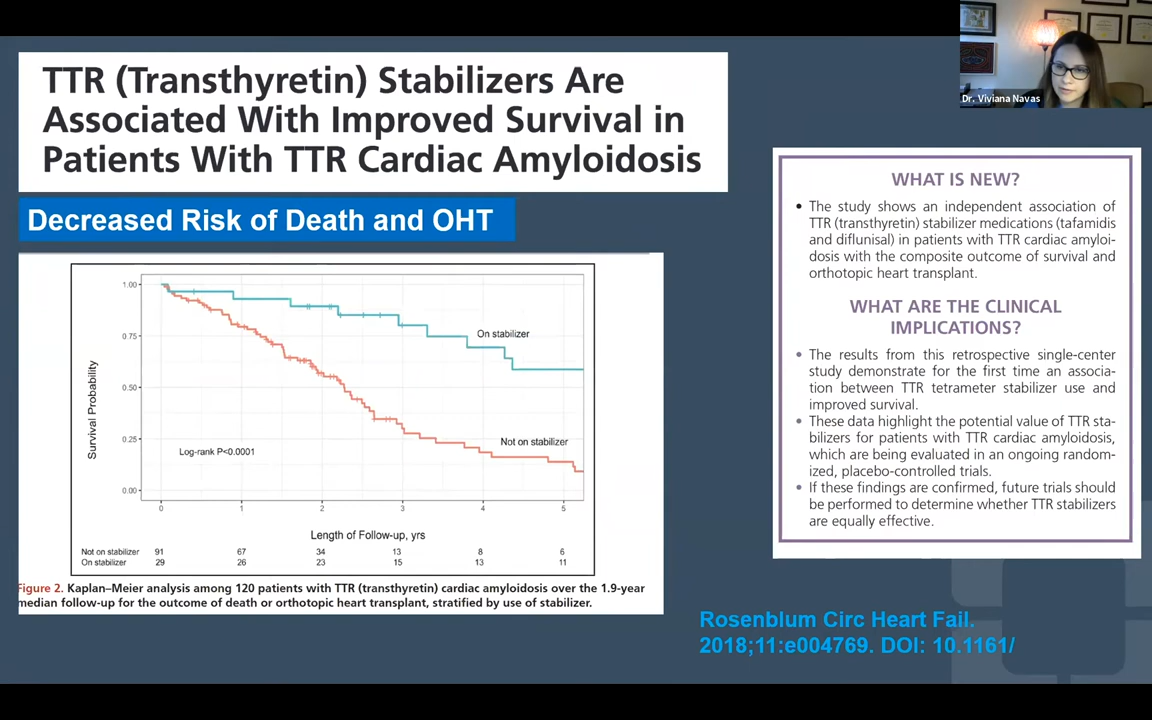 TTR (Transthyretin) Stabilizers Are
Associated With Improved Survival in
Patients With TTR Cardiac Amyloidosis
Dr. Viviana Navas
Decreased Risk of Death and OHT
1.00
0.75
0.50
0.25
0.00
Survival Probability
On stabilizer
Not on stabilizer
Log-rank P<0.0001
0 1 2 3 4 5
Length of Follow-up, yrs
Not on stabilizer 91 67 34 13 8 6
On stabilizer 29 26 23 15 13 11
Figure 2. Kaplan–Meier analysis among 120 patients with TTR (transthyretin) cardiac amyloidosis over the 1.9-year
median follow-up for the outcome of death or orthotopic heart transplant, stratified by use of stabilizer.
WHAT IS NEW?
• The study shows an independent association of
TTR (transthyretin) stabilizer medications (tafamidis
and diflunisal) in patients with TTR cardiac amyloi-
dosis with the composite outcome of survival and
orthotopic heart transplant.
WHAT ARE THE CLINICAL
IMPLICATIONS?
• The results from this retrospective single-center
study demonstrate for the first time an associa-
tion between TTR tetrameter stabilizer use and
improved survival.
• These data highlight the potential value of TTR sta-
bilizers for patients with TTR cardiac amyloidosis,
which are being evaluated in an ongoing random-
ized, placebo-controlled trials.
• If these findings are confirmed, future trials should
be performed to determine whether TTR stabilizers
are equally effective.
Rosenblum Circ Heart Fail.
2018;11:e004769. DOI: 10.1161/